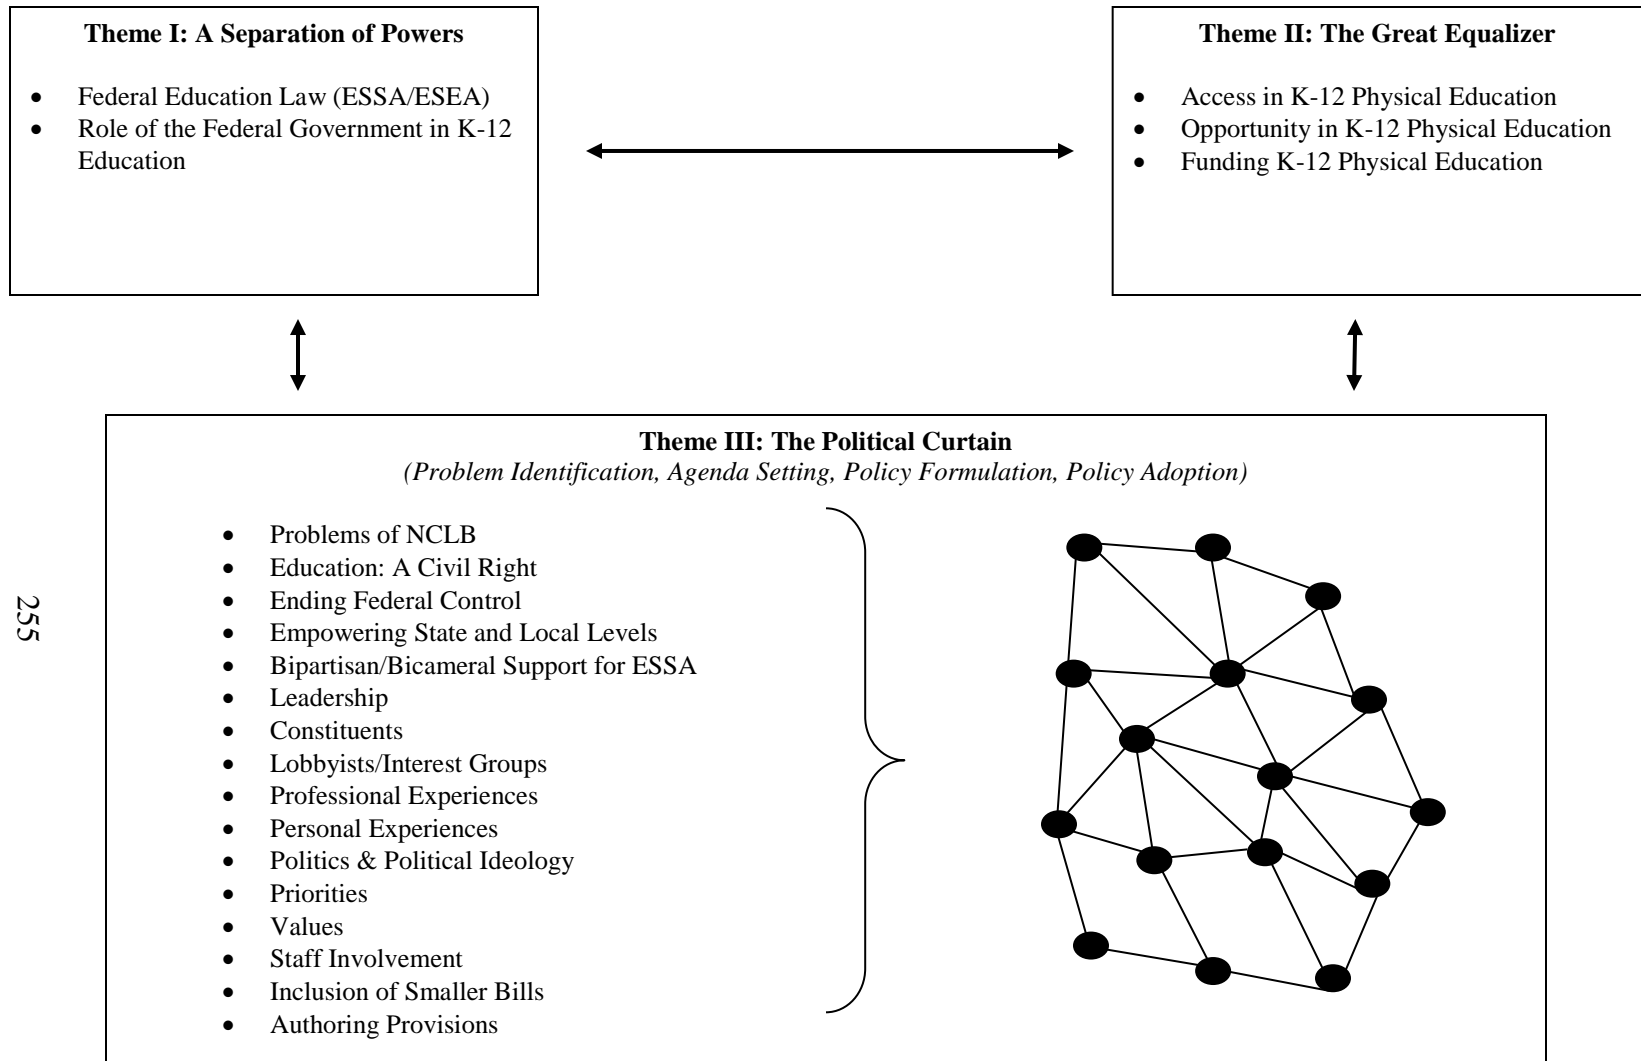 Theme I: A Separation of Powers
• Federal Education Law (ESSA/ESEA)
• Role of the Federal Government in K-12
Education
Theme II: The Great Equalizer
• Access in K-12 Physical Education
• Opportunity in K-12 Physical Education
• Funding K-12 Physical Education
Theme III: The Political Curtain
(Problem Identification, Agenda Setting, Policy Formulation, Policy Adoption)
• Problems of NCLB
• Education: A Civil Right
• Ending Federal Control
• Empowering State and Local Levels
• Bipartisan/Bicameral Support for ESSA
• Leadership
• Constituents
• Lobbyists/Interest Groups
• Professional Experiences
• Personal Experiences
• Politics & Political Ideology
• Priorities
• Values
• Staff Involvement
• Inclusion of Smaller Bills
• Authoring Provisions
255